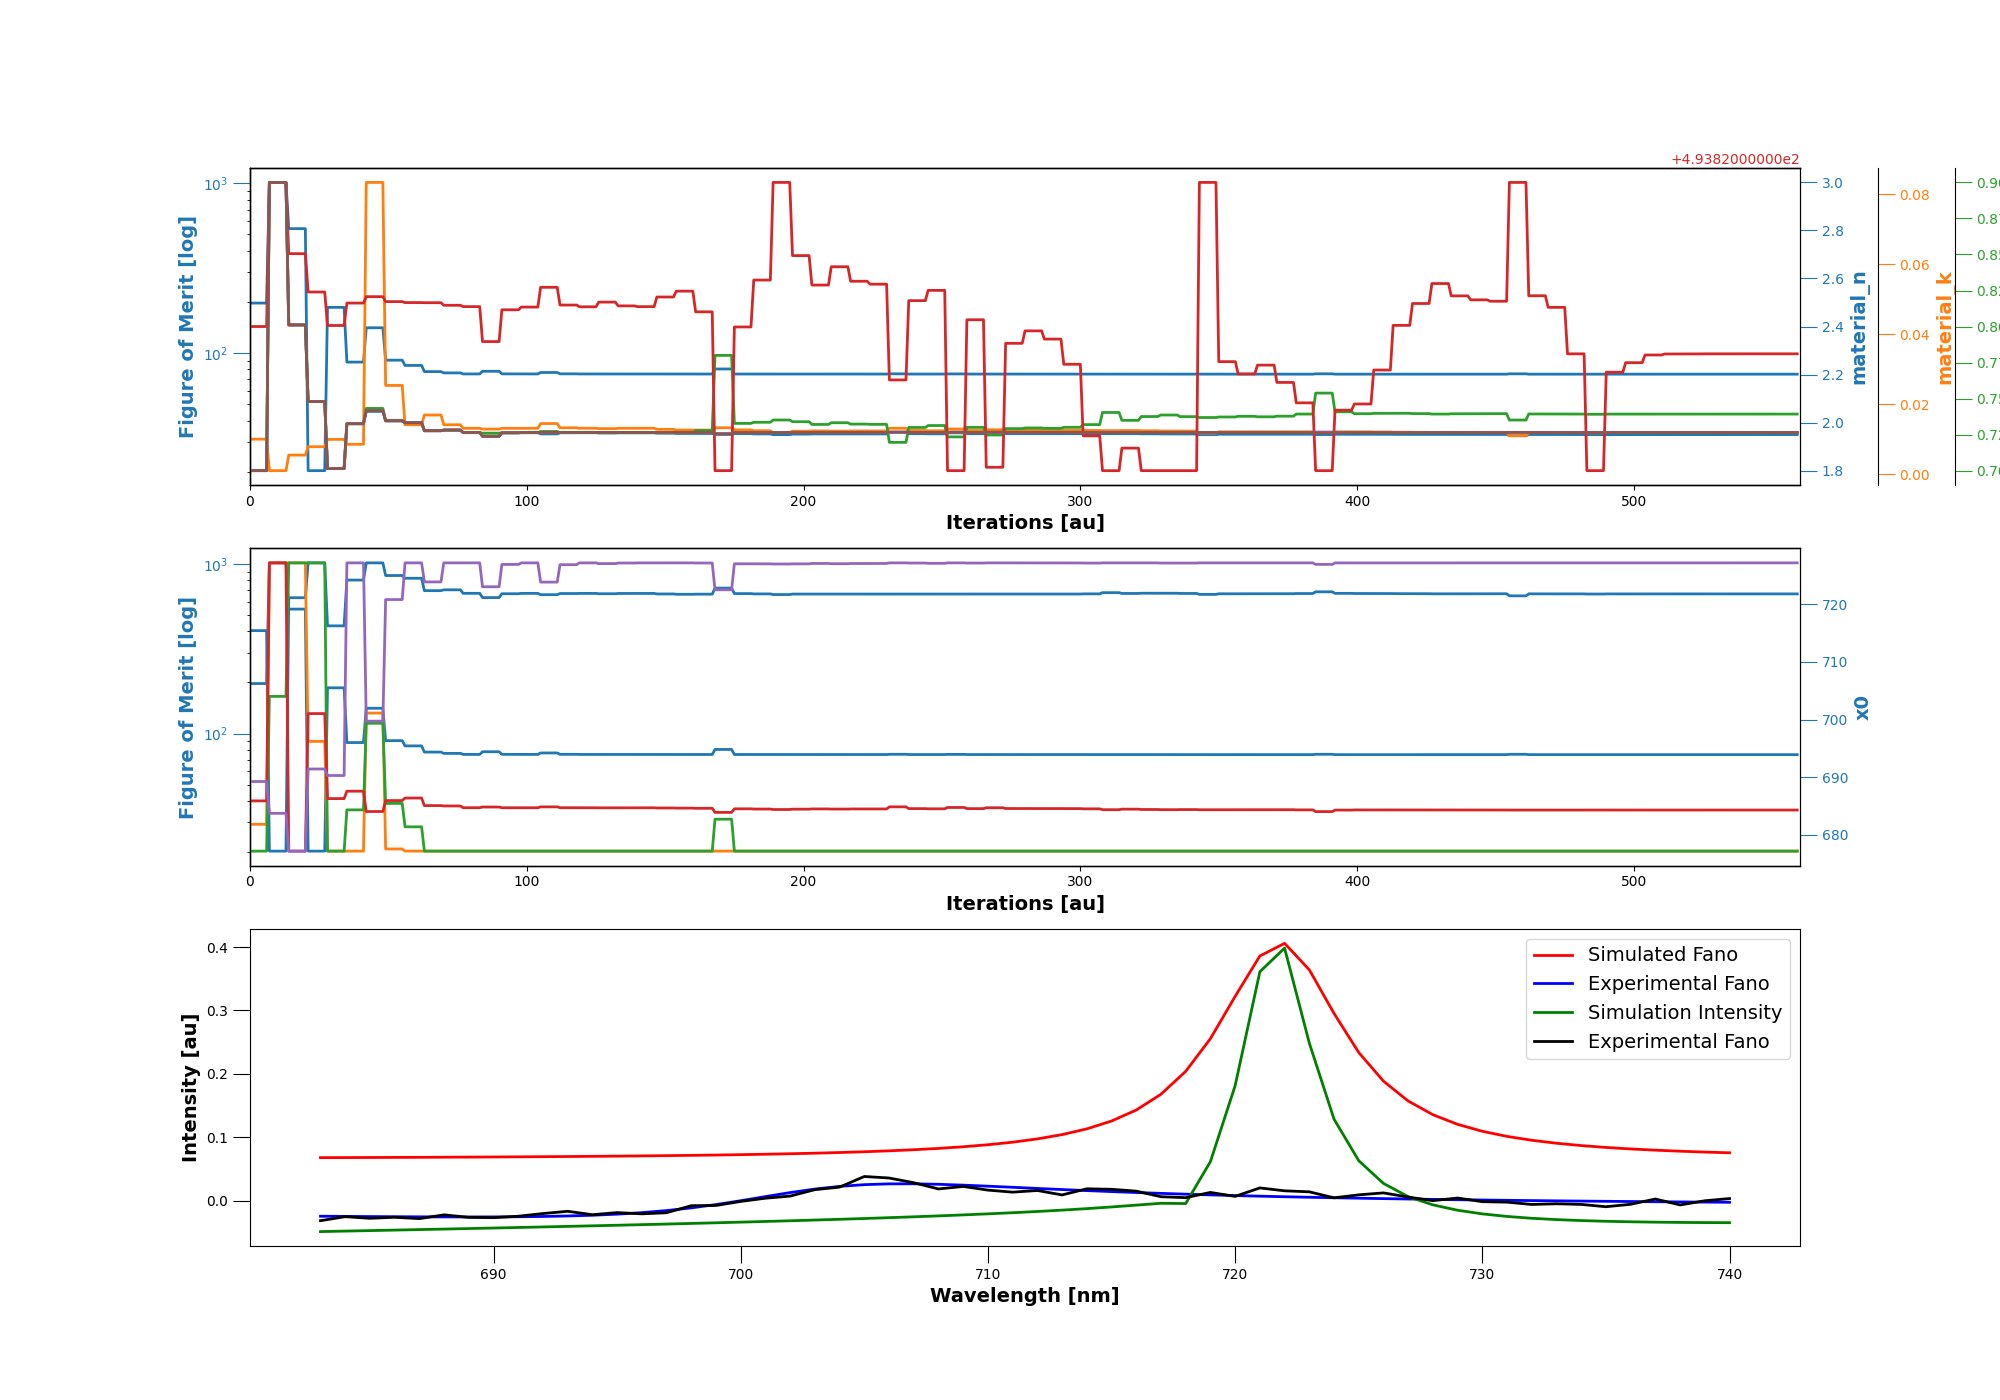 +4.9382000000e2
Figure of Merit [log]
10³
10²
3.0
2.8
2.6
2.4
2.2
2.0
1.8
material_n
0.08
0.06
0.04
0.02
0.00
material_k
0 100 200 300 400 500
Iterations [au]
Figure of Merit [log]
10³
10²
720
710
700
690
680
x0
0 100 200 300 400 500
Iterations [au]
Intensity [au]
0.4
0.3
0.2
0.1
0.0
Simulated Fano
Experimental Fano
Simulation Intensity
Experimental Fano
690 700 710 720 730 740
Wavelength [nm]